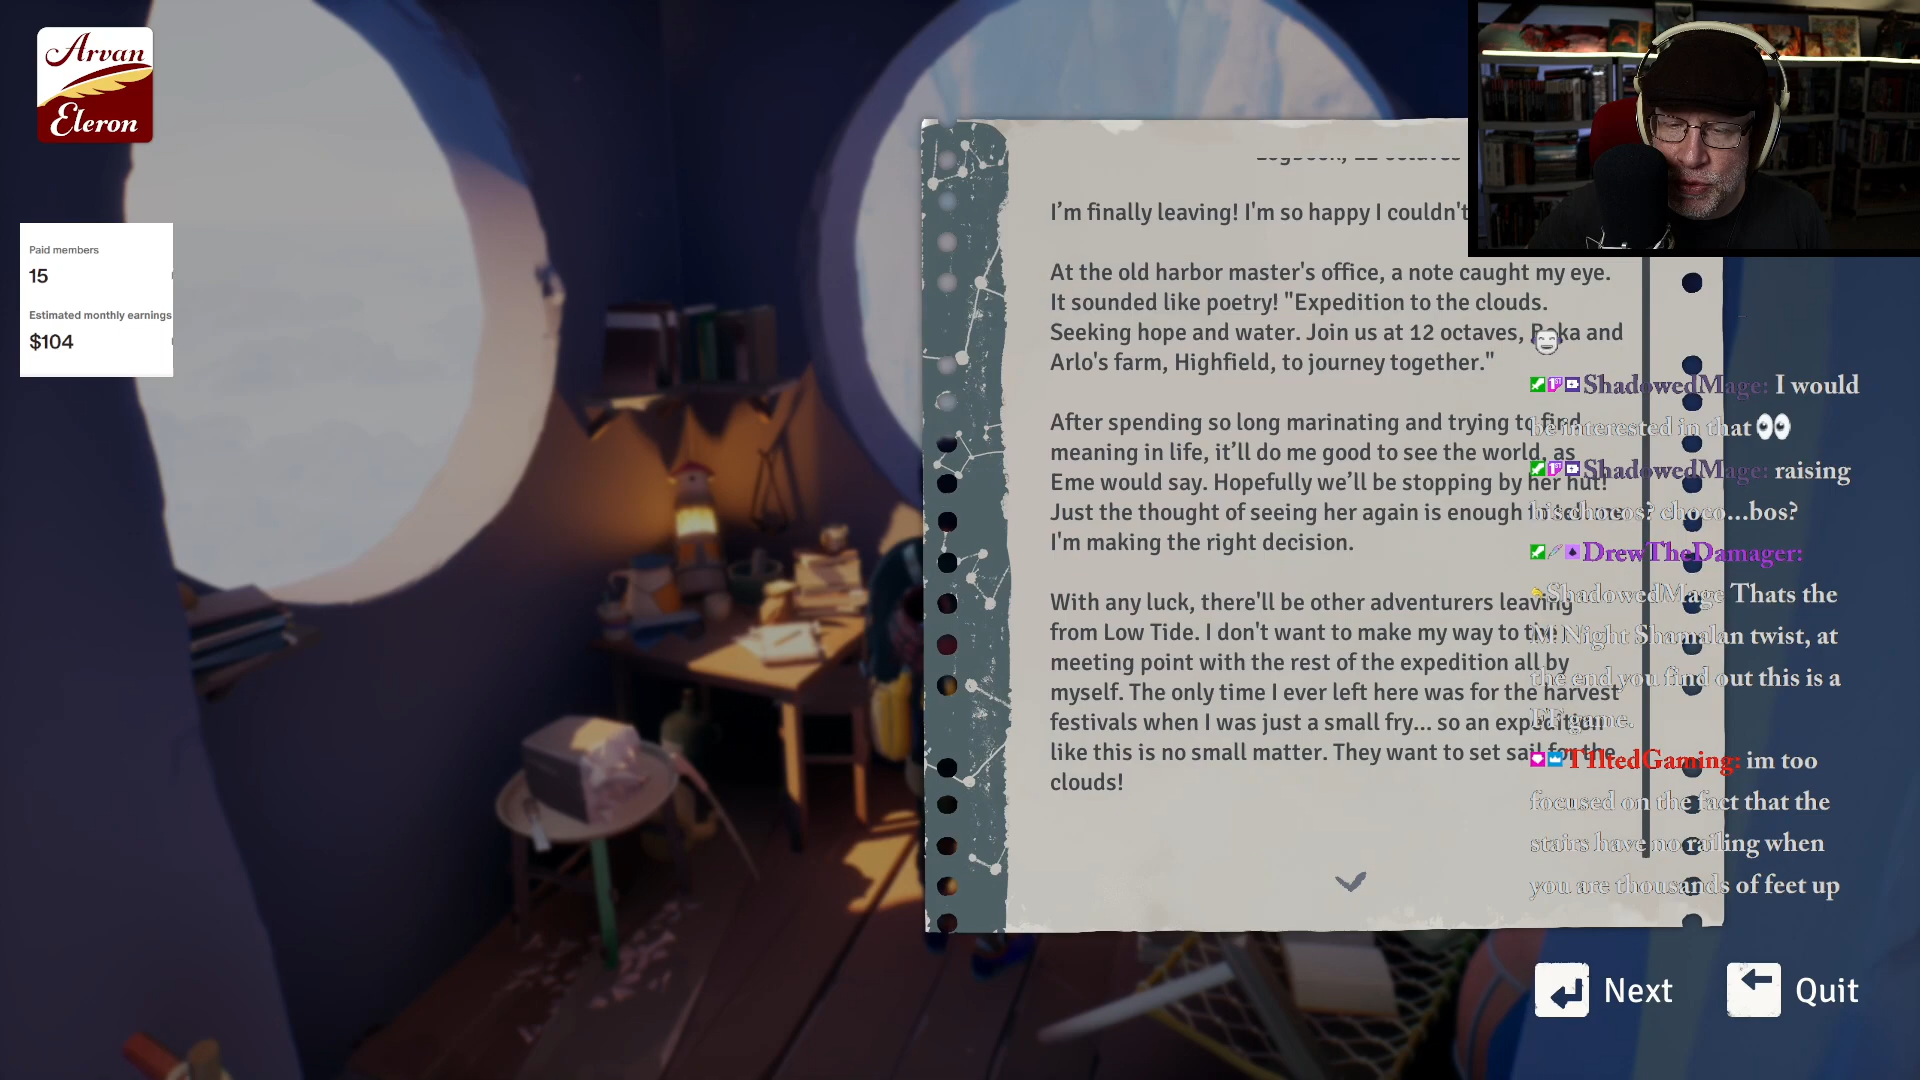 Arvan
Eleron
Paid members
15
Estimated monthly earnings
$104
I’m finally leaving! I'm so happy I couldn't
At the old harbor master's office, a note caught my eye.
It sounded like poetry! "Expedition to the clouds.
Seeking hope and water. Join us at 12 octaves, and
Arlo's farm, Highfield, to journey together."
After spending so long marinating and trying to find
meaning in life, it’ll do me good to see the world, as
Eme would say. Hopefully we’ll be stopping by her hut!
Just the thought of seeing her again is enough
I'm making the right decision.
With any luck, there'll be other adventurers leaving
from Low Tide. I don't want to make my way to the
meeting point with the rest of the expedition all by
myself. The only time I ever left here was for the harvest
festivals when I was just a small fry... so an expedition
like this is no small matter. They want to set sail for the
clouds!
ShadowedMage: I would
be interested in that 👀
ShadowedMage: raising
choco...bos?
DrewTheDamager:
ShadowedMage Thats the
M Night Shamalan twist, at
the end you find out this is a
FF game.
T1ltedGaming: im too
focused on the fact that the
stairs have no railing when
you are thousands of feet up
Next
Quit